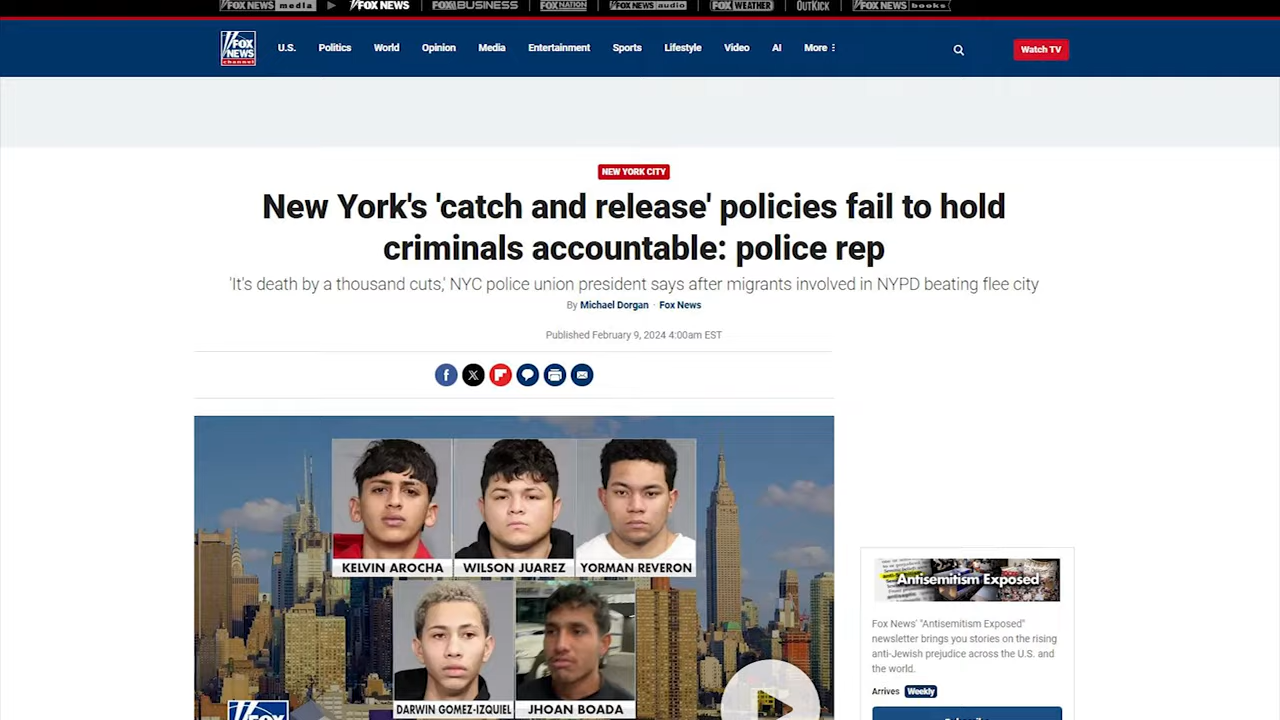 FOX NEWS media
FOX NEWS
FOX BUSINESS
FOX NATION
FOX NEWS audio
FOX WEATHER
OUTKICK
FOX NEWS books
FOX
NEWS
channel
U.S.
Politics
World
Opinion
Media
Entertainment
Sports
Lifestyle
Video
AI
More
Watch TV
NEW YORK CITY
New York's 'catch and release' policies fail to hold
criminals accountable: police rep
'It's death by a thousand cuts,' NYC police union president says after migrants involved in NYPD beating flee city
By Michael Dorgan · Fox News
Published February 9, 2024 4:00am EST
KELVIN AROCHA
WILSON JUAREZ
YORMAN REVERON
DARWIN GOMEZ-IZQUIEL
JHOAN BOADA
FOX
Antisemitism Exposed
Fox News' "Antisemitism Exposed"
newsletter brings you stories on the rising
anti-Jewish prejudice across the U.S. and
the world.
Arrives Weekly